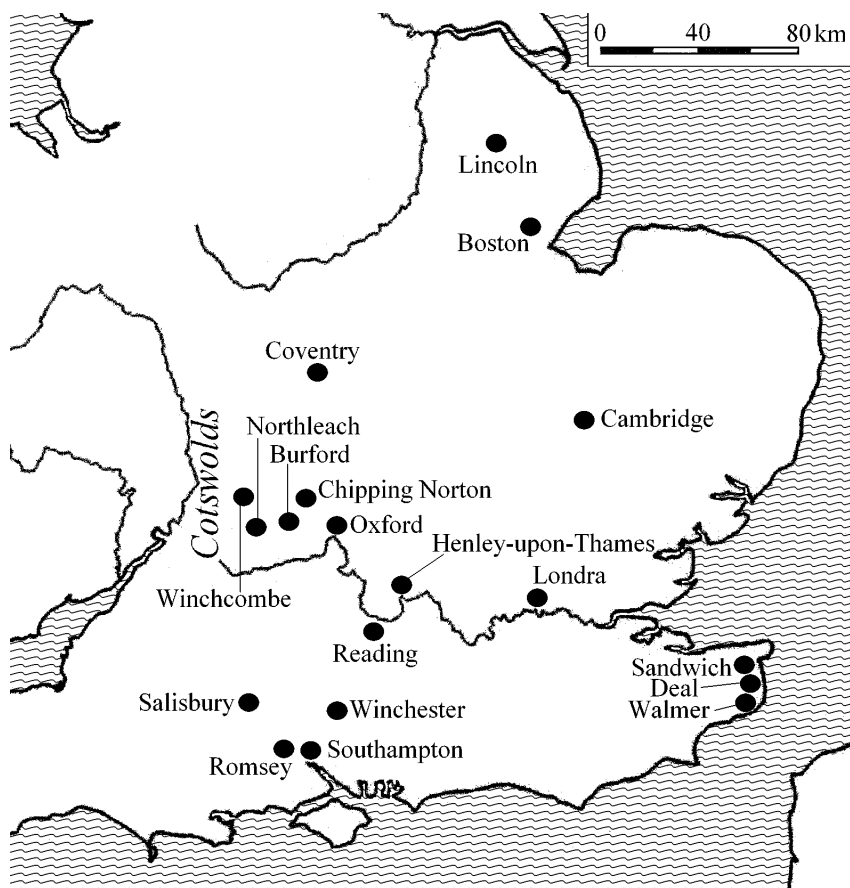 0 40 80 km
Lincoln
Boston
Coventry
Cotswolds
Northleach
Burford
Cambridge
Chipping Norton
Oxford
Henley-upon-Thames
Londra
Winchcombe
Reading
Sandwich
Deal
Walmer
Salisbury
Winchester
Romsey
Southampton